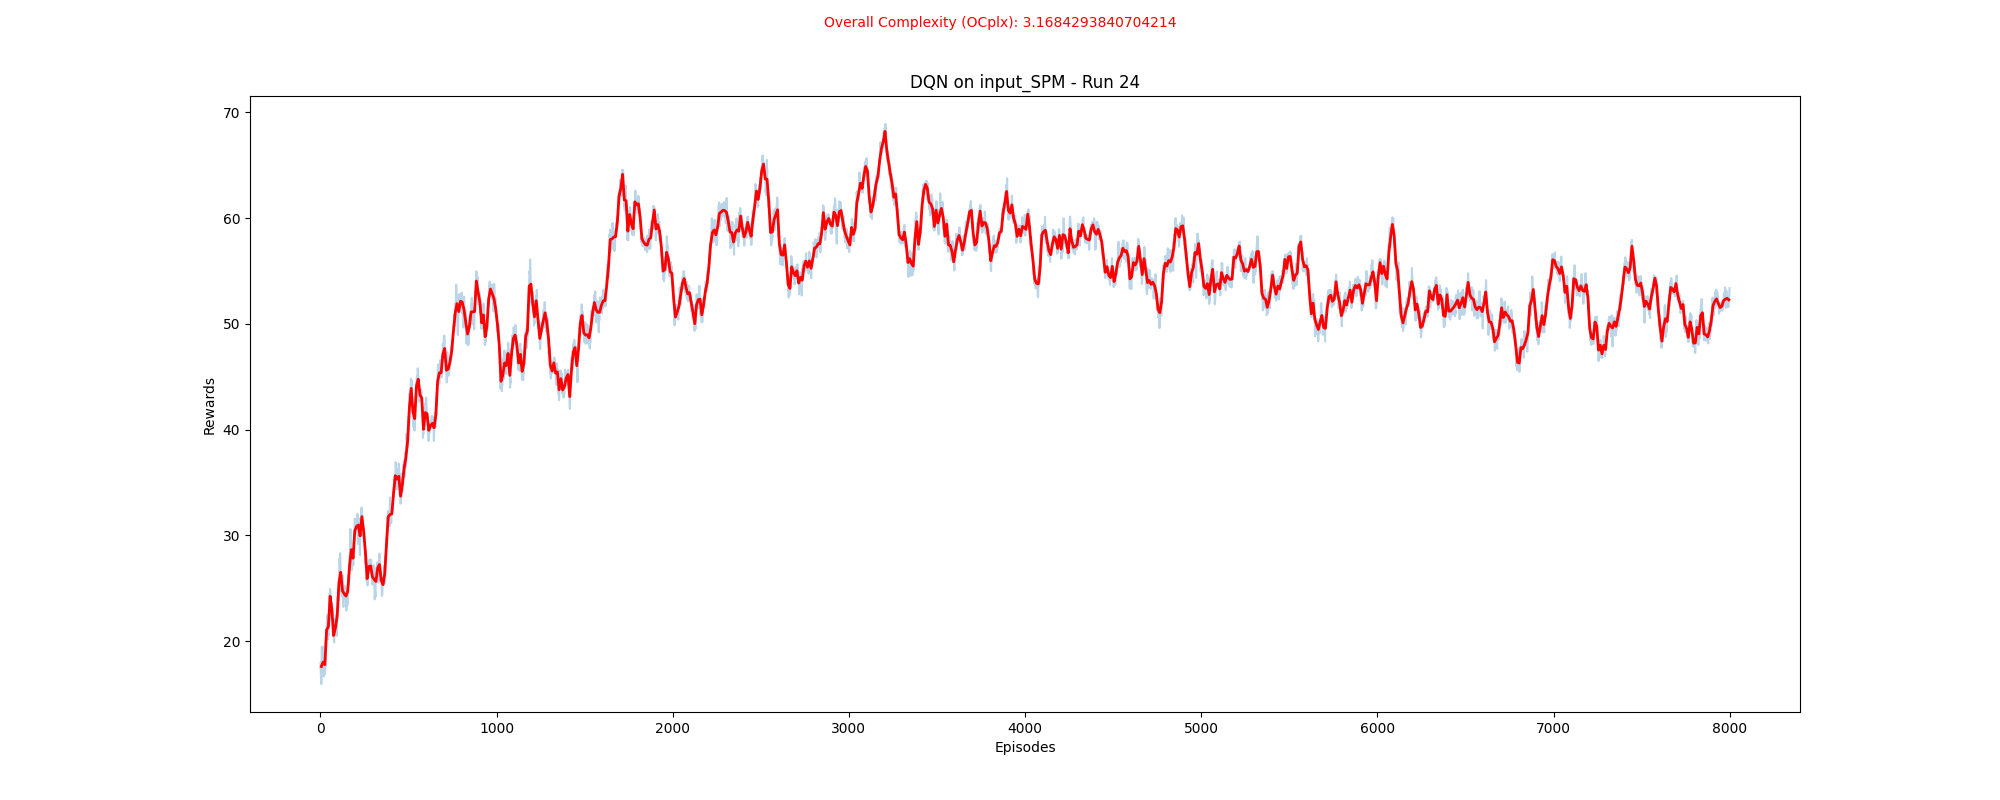 Overall Complexity (OCplx): 3.1684293840704214
DQN on input_SPM - Run 24
70
60
50
40
30
20
Rewards
0 1000 2000 3000 4000 5000 6000 7000 8000
Episodes